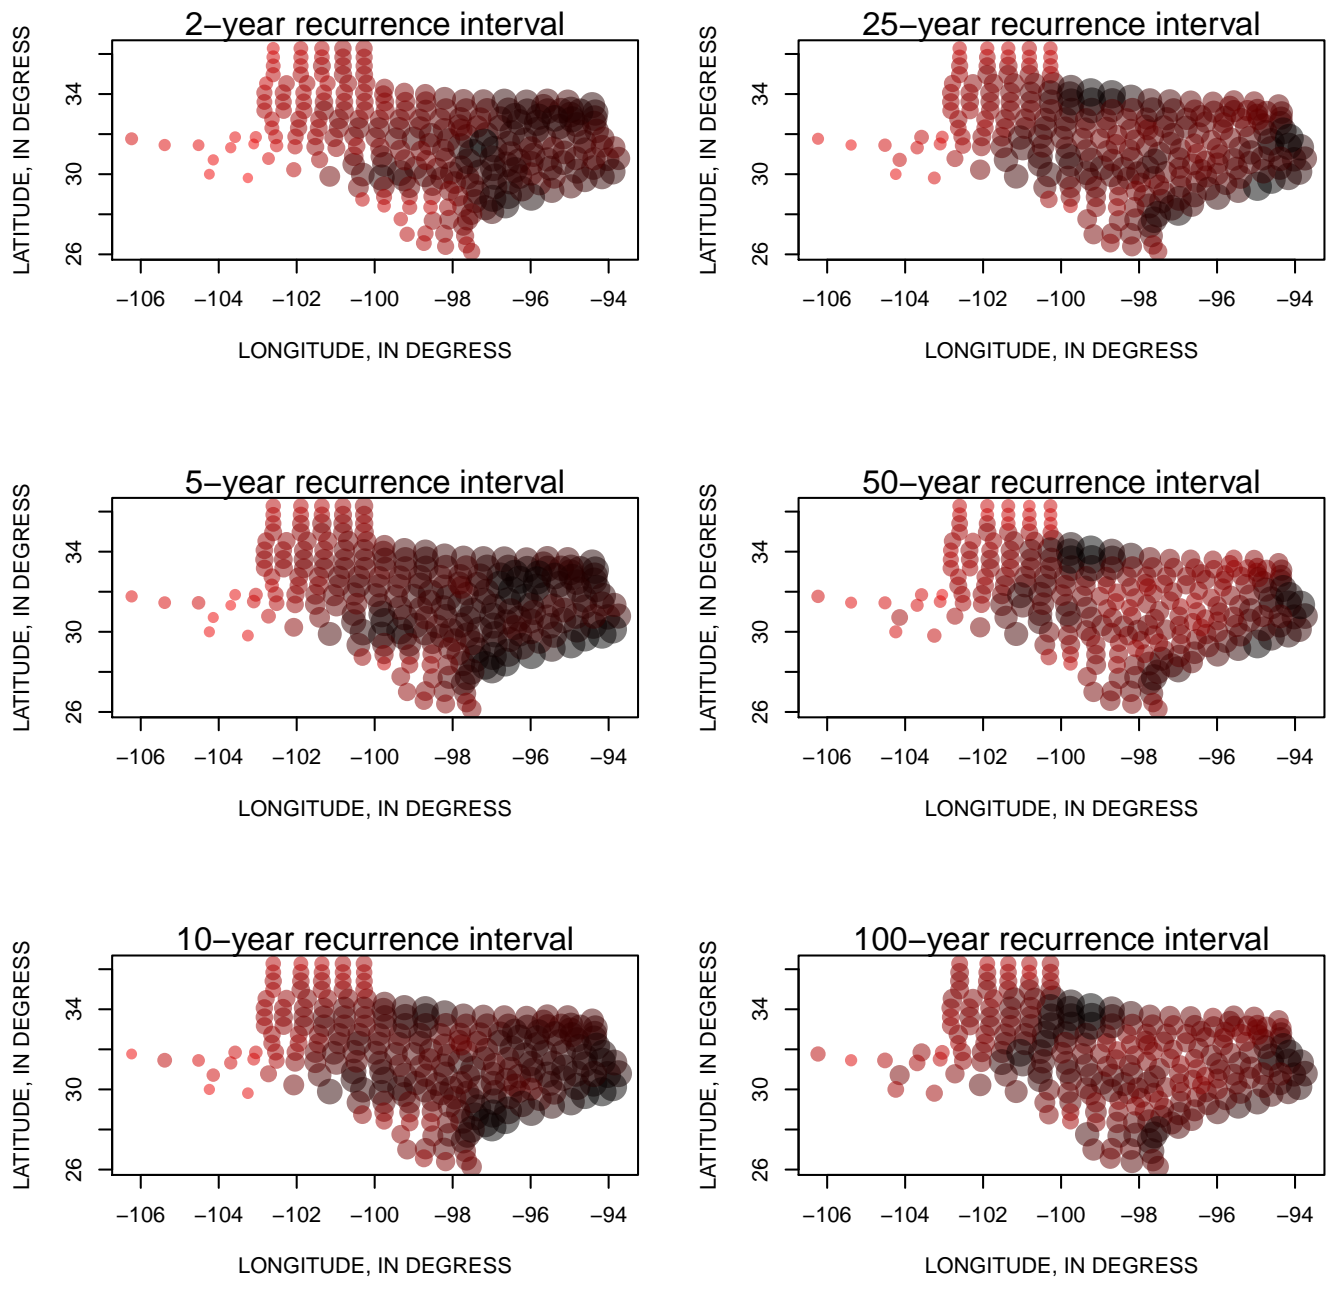 2−year recurrence interval
LATITUDE, IN DEGRESS
34
30
26
−106 −104 −102 −100 −98 −96 −94
LONGITUDE, IN DEGRESS
25−year recurrence interval
LATITUDE, IN DEGRESS
34
30
26
−106 −104 −102 −100 −98 −96 −94
LONGITUDE, IN DEGRESS
5−year recurrence interval
LATITUDE, IN DEGRESS
34
30
26
−106 −104 −102 −100 −98 −96 −94
LONGITUDE, IN DEGRESS
50−year recurrence interval
LATITUDE, IN DEGRESS
34
30
26
−106 −104 −102 −100 −98 −96 −94
LONGITUDE, IN DEGRESS
10−year recurrence interval
LATITUDE, IN DEGRESS
34
30
26
−106 −104 −102 −100 −98 −96 −94
LONGITUDE, IN DEGRESS
100−year recurrence interval
LATITUDE, IN DEGRESS
34
30
26
−106 −104 −102 −100 −98 −96 −94
LONGITUDE, IN DEGRESS